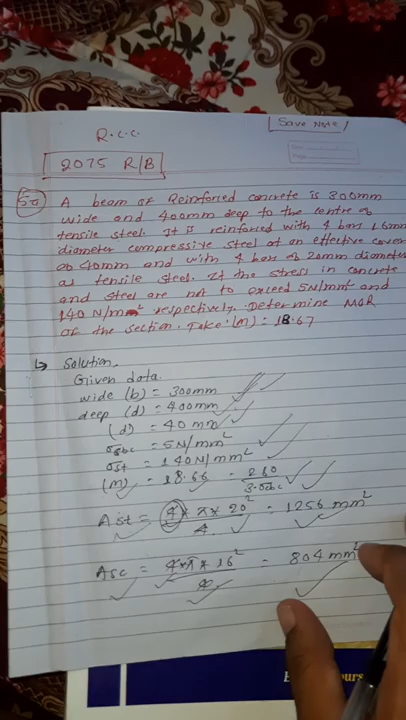 Save Note /
R.C.C.
2075 R/B
50 A beam of Reinforced concrete is 300mm
wide and 400mm deep to the centre of
tensile steel. It is reinforced with 4 bars 16mm
diameter compressive steel at an effective cover
of 40mm and with 4 bars of 20mm diameter
as tensile steel. If the stress in concrete
and steel are not to exceed 5N/mm² and
140 N/mm² respectively. Determine MOR
of the section. Take (m) = 18.67
↳ Solution,
Given data.
wide (b) = 300mm
deep (d) = 400mm
(d') = 40 mm
σcbc = 5N/mm²
σst = 140N/mm²
(m) = 18.66 = 280 / 3·σcbc
Ast = 4 × π × 20² / 4 = 1256 mm²
Asc = 4×π × 16² / 4 = 804 mm²